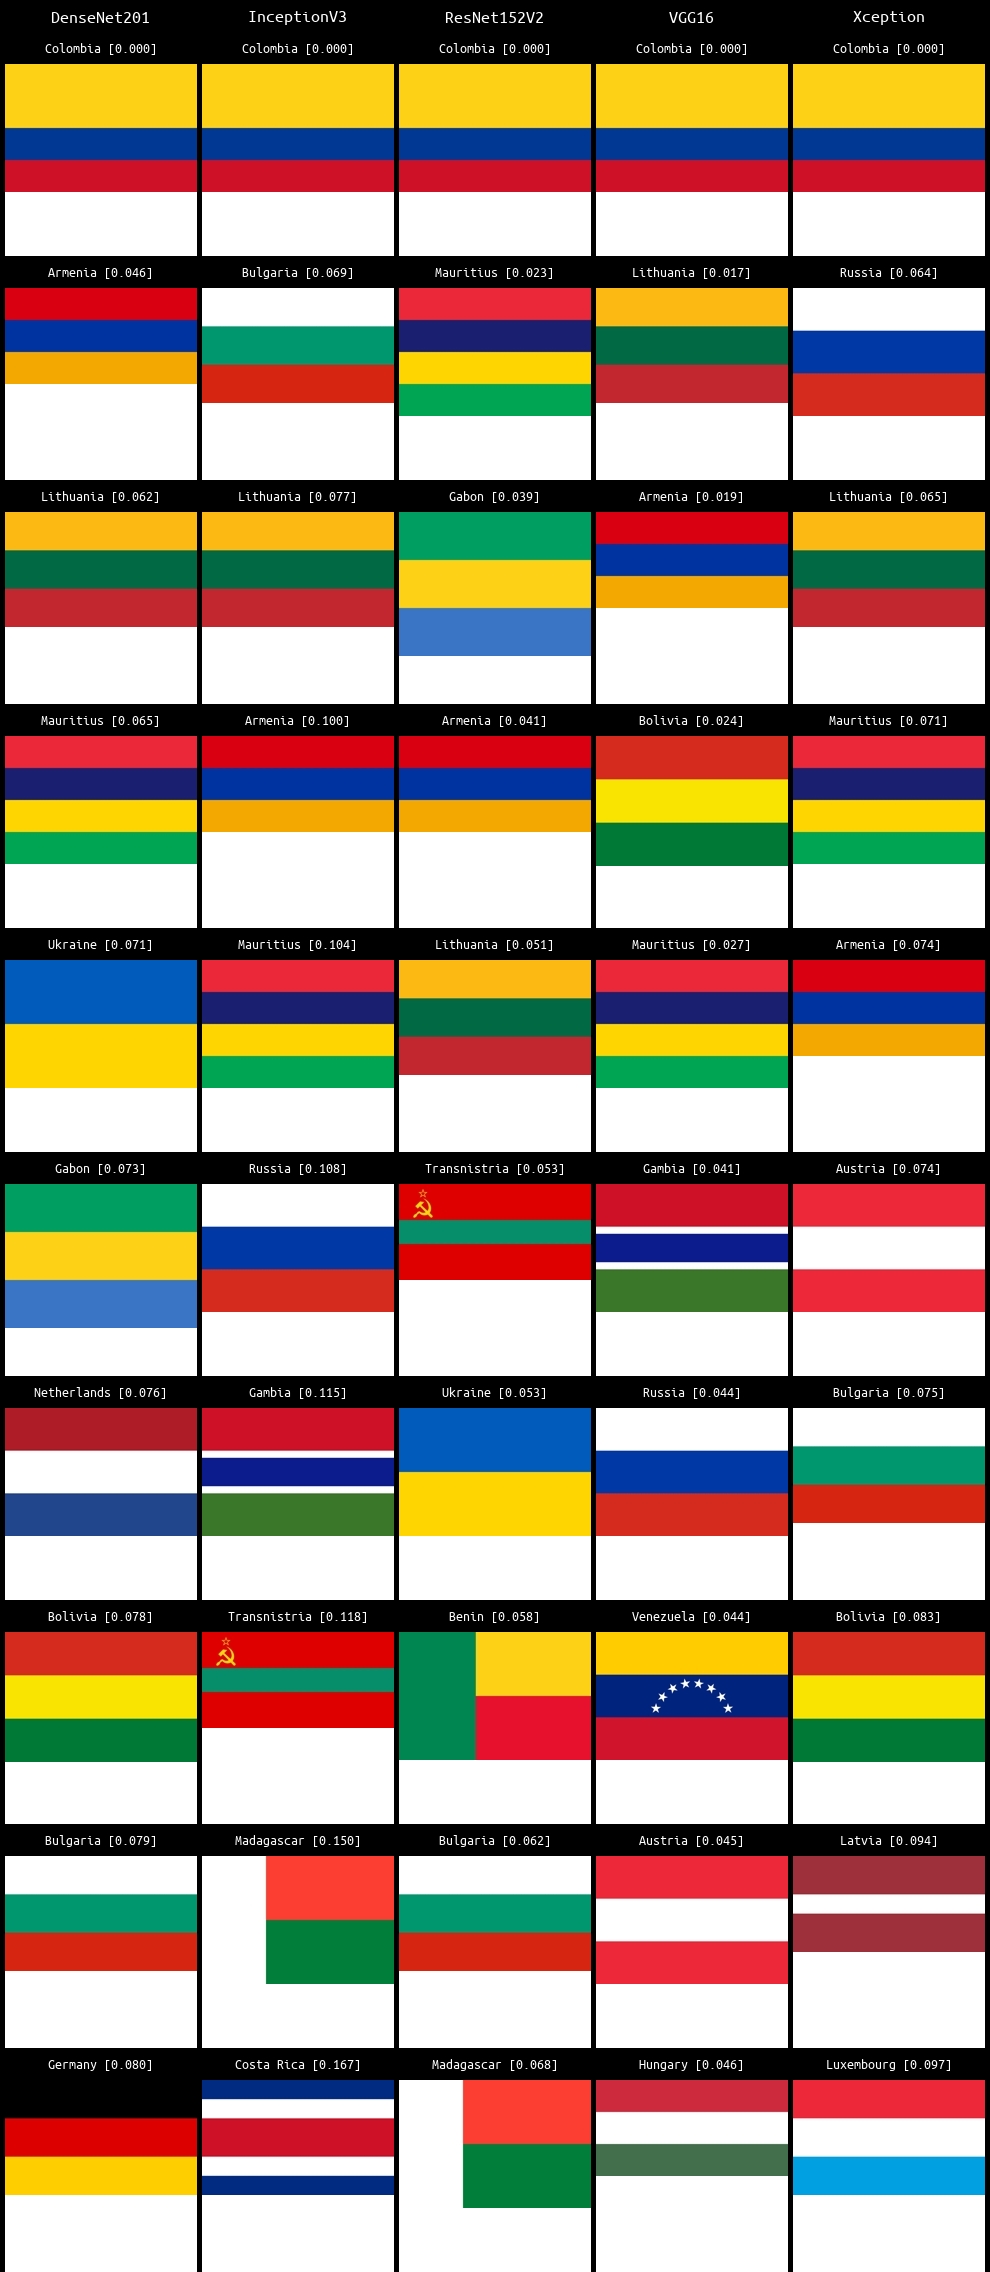 DenseNet201 InceptionV3 ResNet152V2 VGG16 Xception
Colombia [0.000] Colombia [0.000] Colombia [0.000] Colombia [0.000] Colombia [0.000]
Armenia [0.046] Bulgaria [0.069] Mauritius [0.023] Lithuania [0.017] Russia [0.064]
Lithuania [0.062] Lithuania [0.077] Gabon [0.039] Armenia [0.019] Lithuania [0.065]
Mauritius [0.065] Armenia [0.100] Armenia [0.041] Bolivia [0.024] Mauritius [0.071]
Ukraine [0.071] Mauritius [0.104] Lithuania [0.051] Mauritius [0.027] Armenia [0.074]
Gabon [0.073] Russia [0.108] Transnistria [0.053] Gambia [0.041] Austria [0.074]
Netherlands [0.076] Gambia [0.115] Ukraine [0.053] Russia [0.044] Bulgaria [0.075]
Bolivia [0.078] Transnistria [0.118] Benin [0.058] Venezuela [0.044] Bolivia [0.083]
Bulgaria [0.079] Madagascar [0.150] Bulgaria [0.062] Austria [0.045] Latvia [0.094]
Germany [0.080] Costa Rica [0.167] Madagascar [0.068] Hungary [0.046] Luxembourg [0.097]